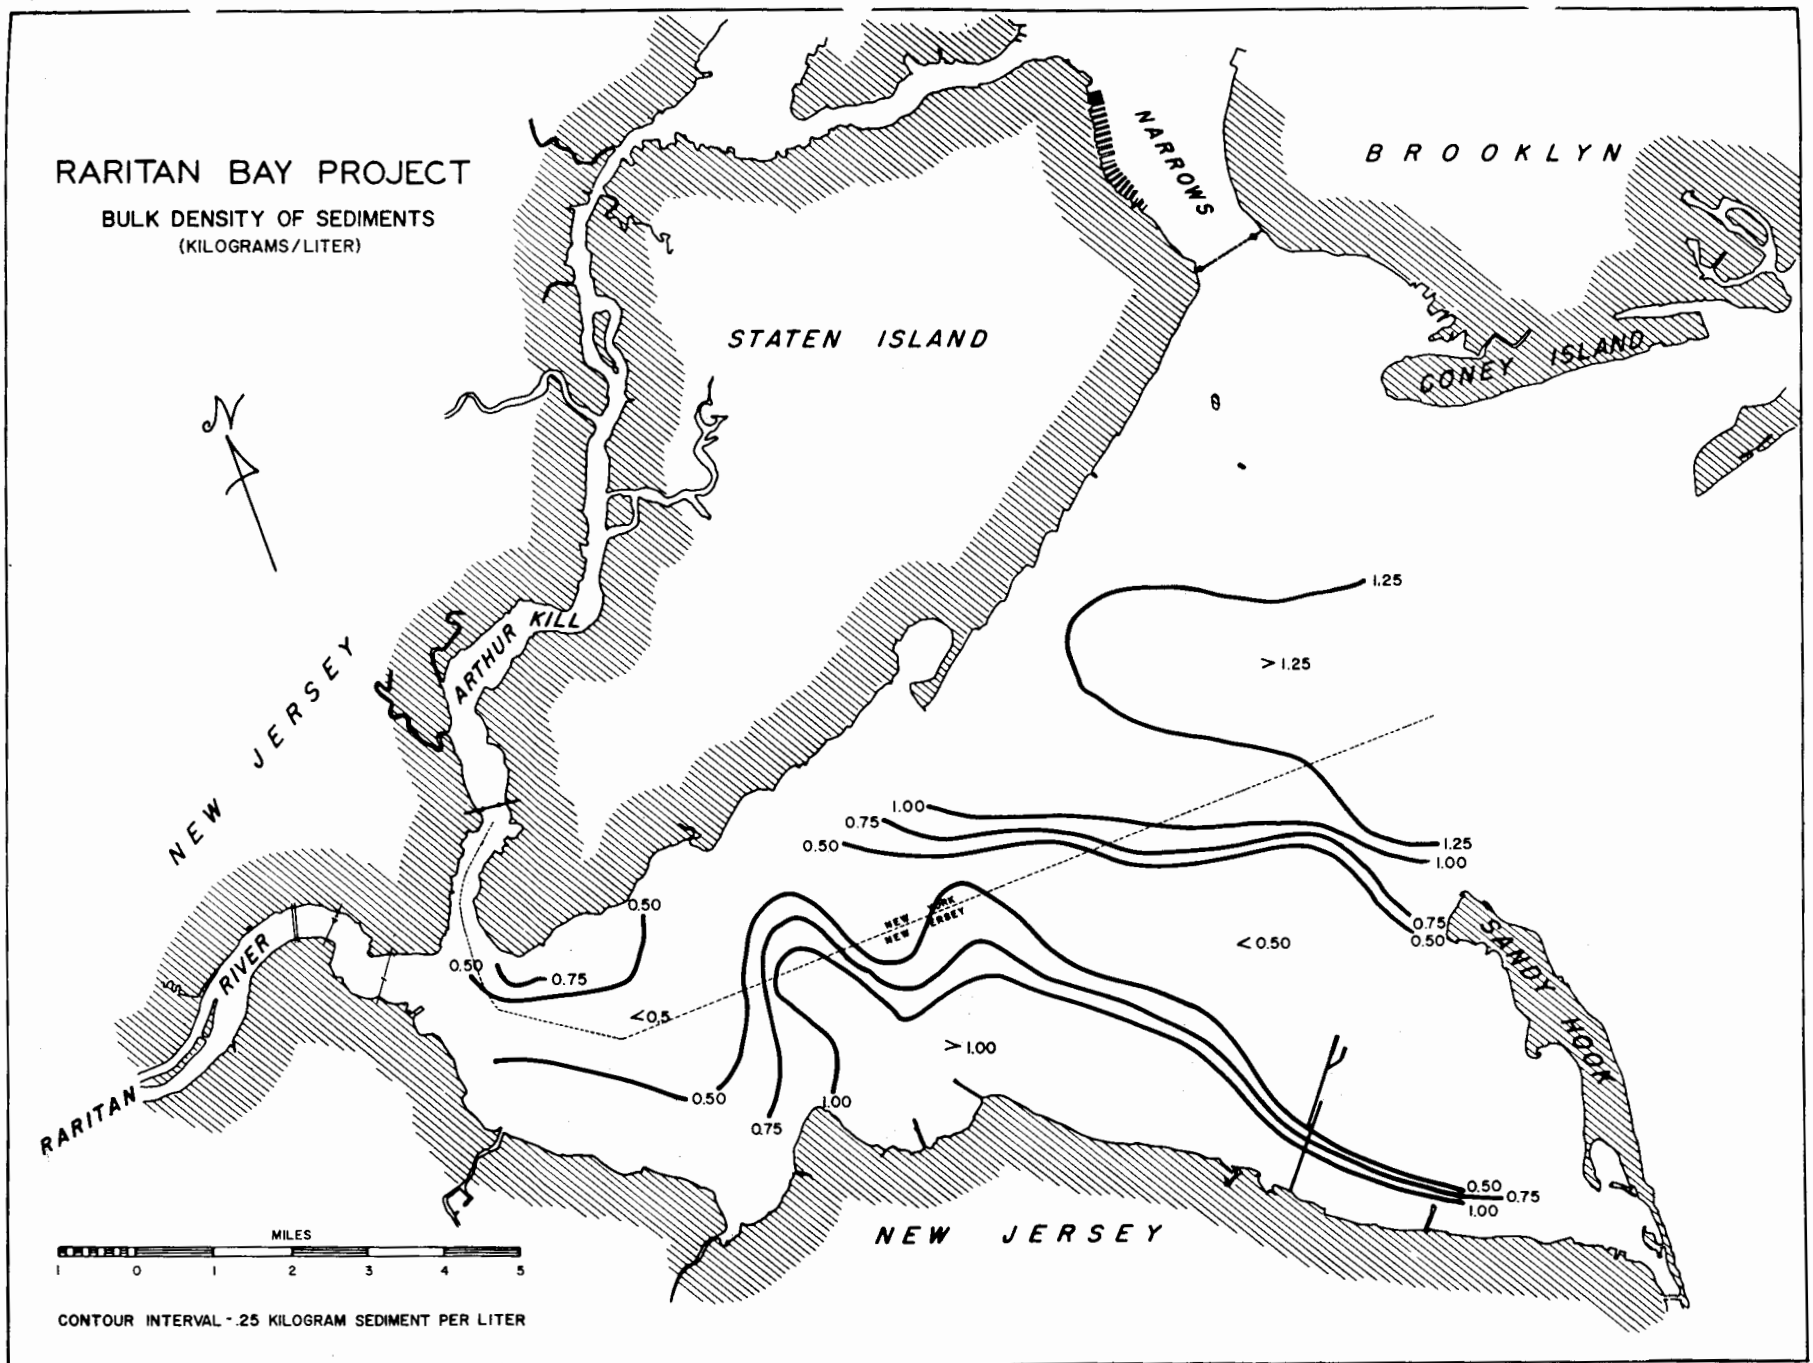 RARITAN BAY PROJECT
BULK DENSITY OF SEDIMENTS
(KILOGRAMS/LITER)
NARROWS
BROOKLYN
STATEN ISLAND
CONEY ISLAND
N
ARTHUR KILL
NEW JERSEY
1.25
> 1.25
1.00
0.75
0.50
1.25
1.00
0.75
0.50
0.50
NEW YORK
NEW JERSEY
< 0.50
SANDY HOOK
RARITAN RIVER
0.50
0.75
<0.5
> 1.00
0.50
1.00
0.75
0.50
0.75
1.00
NEW JERSEY
MILES
1 0 1 2 3 4 5
CONTOUR INTERVAL - .25 KILOGRAM SEDIMENT PER LITER